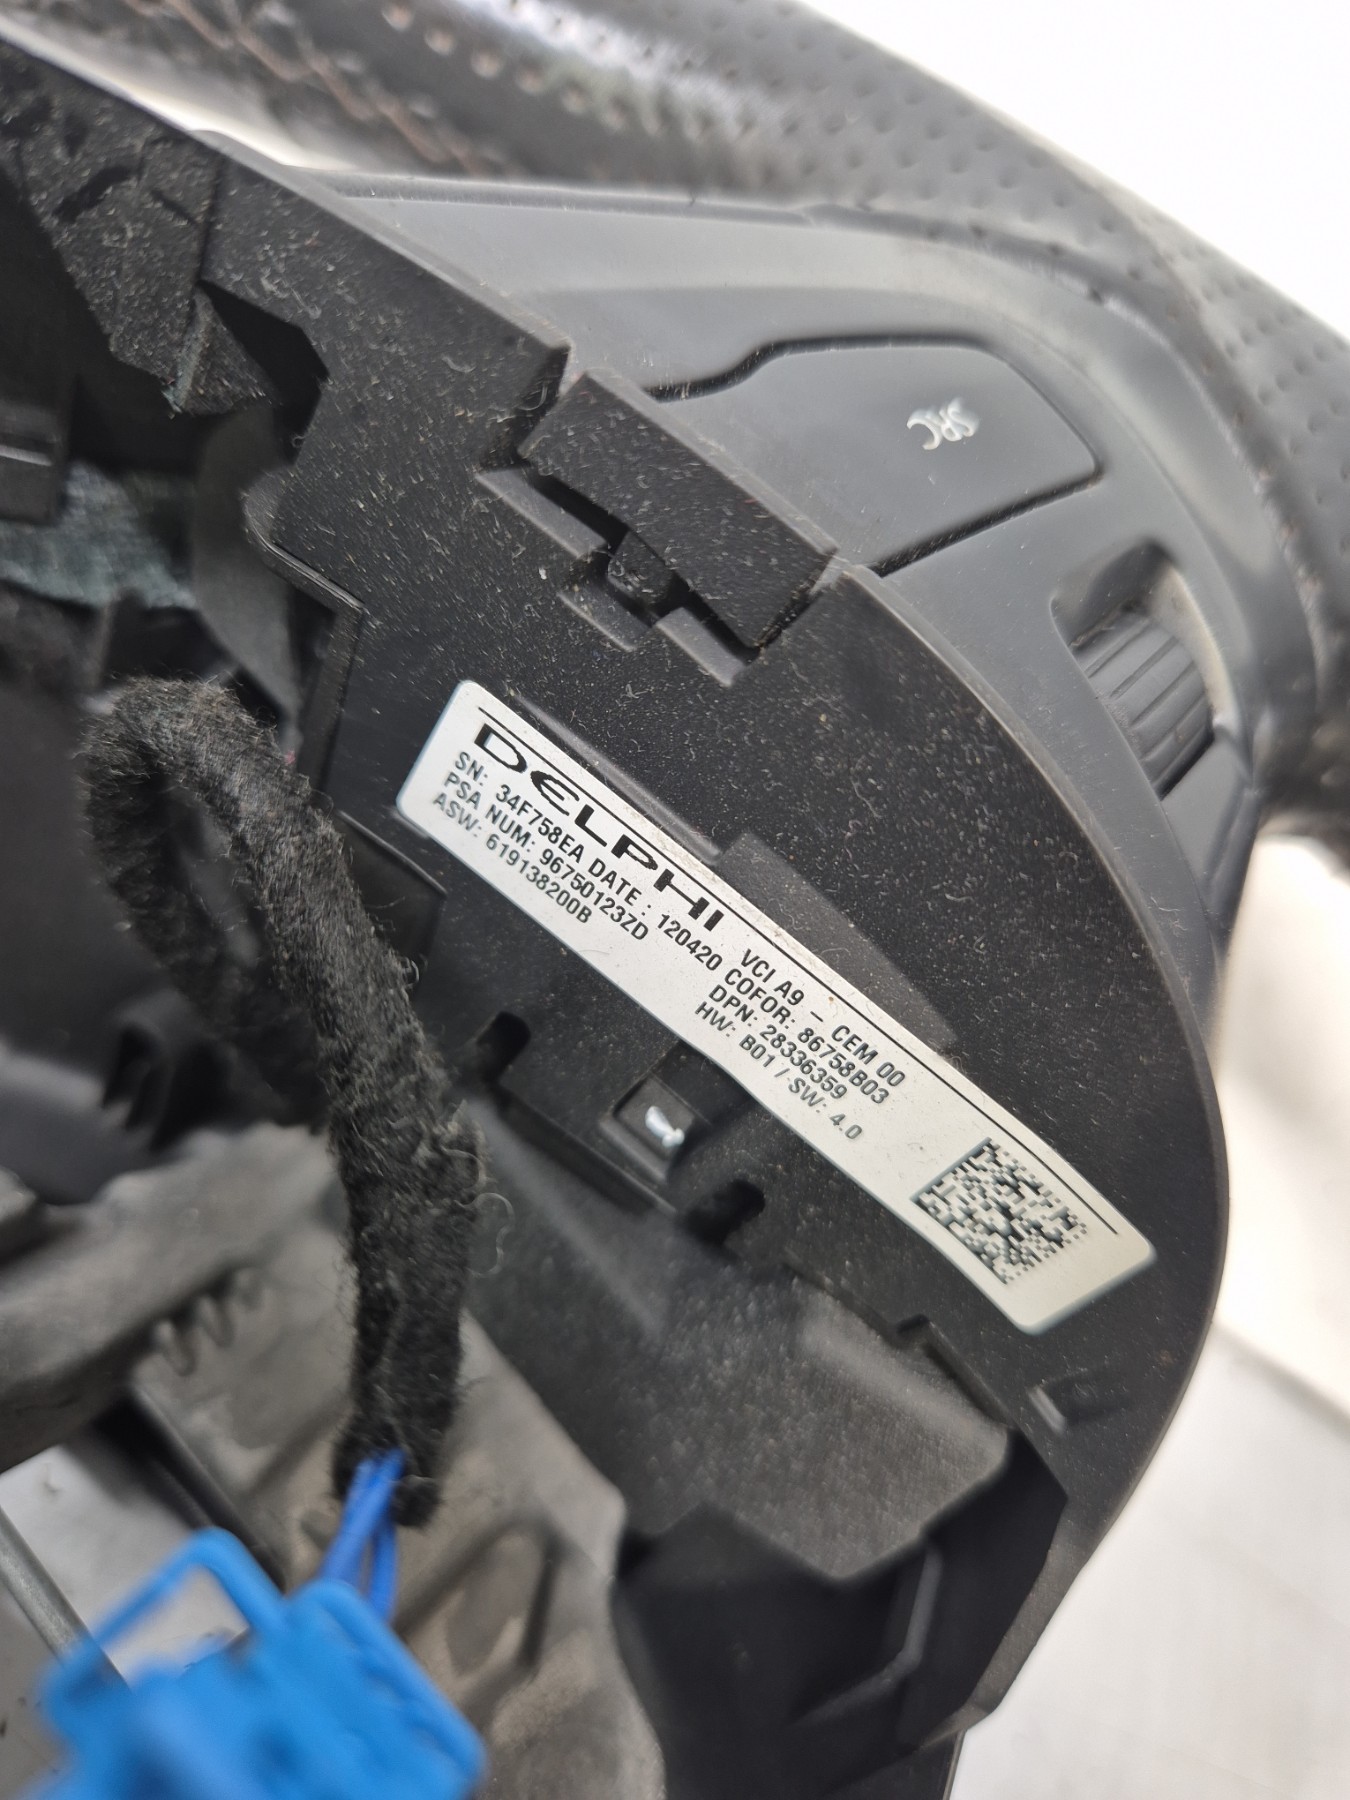 SRC
DELPHI VCI A9 - CEM 00
SN: 34F758EA DATE : 120420 COFOR: 86758B03
PSA NUM: 96750123ZD DPN: 28336359
ASW: 619138200B HW: B01 / SW: 4.0